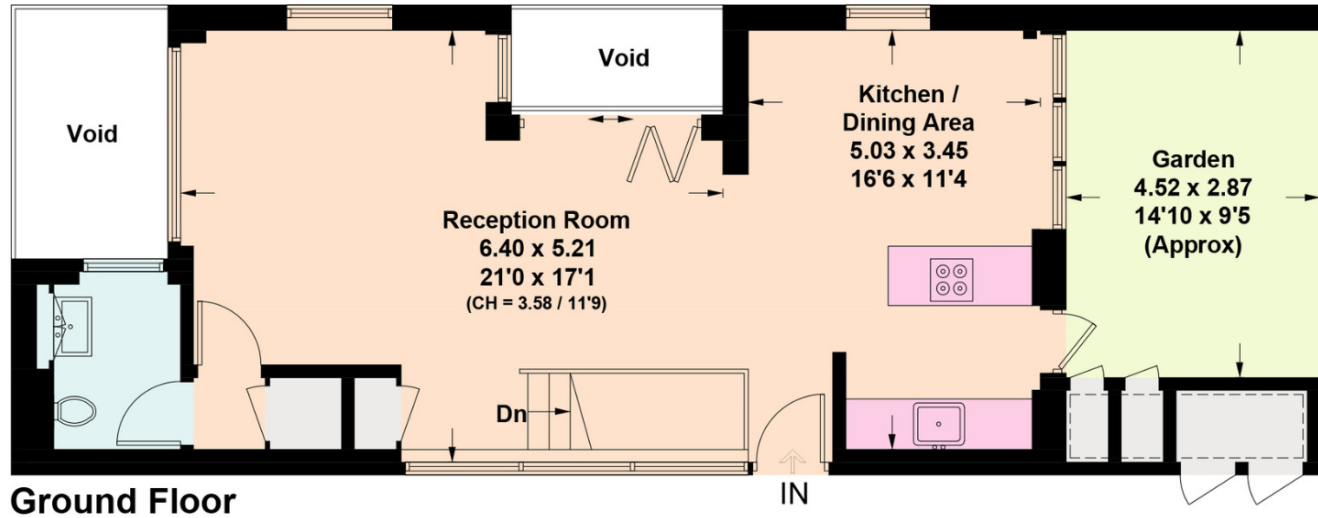 Void
Void
Kitchen /
Dining Area
5.03 x 3.45
16'6 x 11'4
Garden
4.52 x 2.87
14'10 x 9'5
(Approx)
Reception Room
6.40 x 5.21
21'0 x 17'1
(CH = 3.58 / 11'9)
Dn
IN
Ground Floor